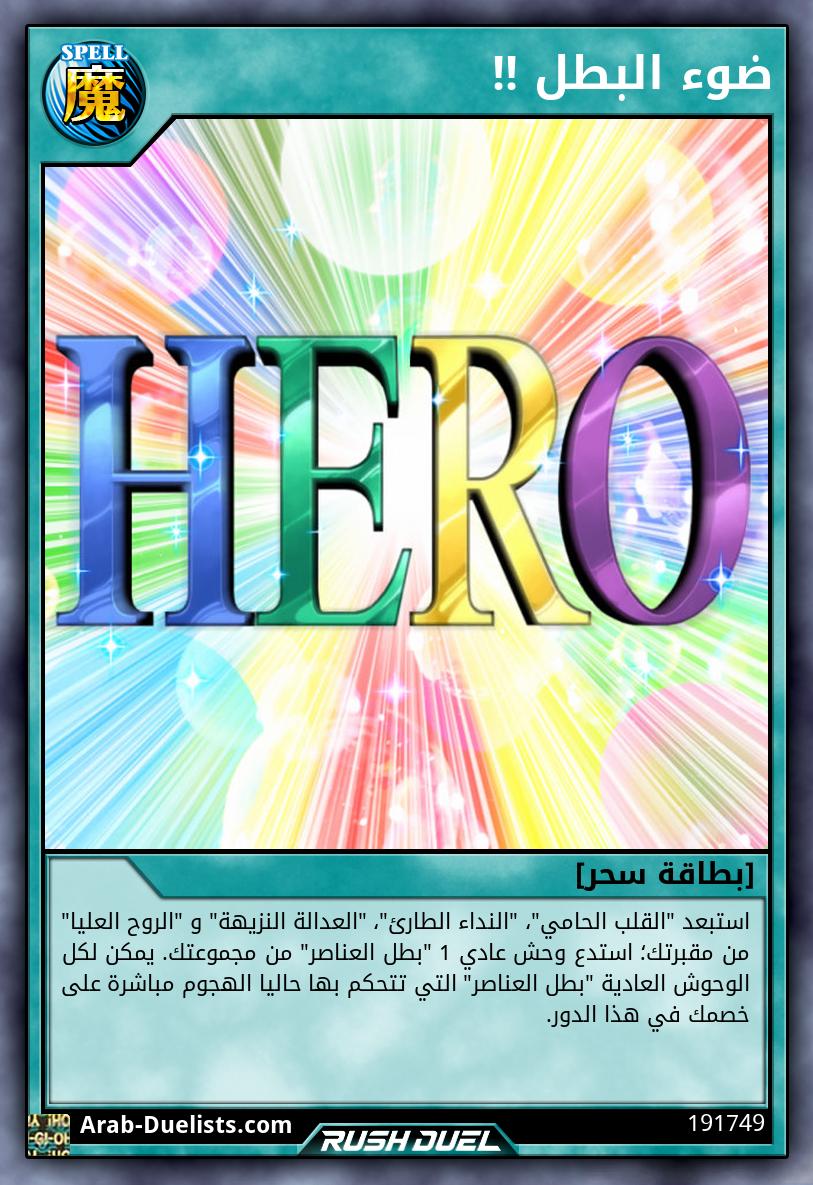 SPELL
魔
ضوء البطل !!
HERO
[بطاقة سحر]
استبعد "القلب الحامي"، "النداء الطارئ"، "العدالة النزيهة" و "الروح العليا"
من مقبرتك؛ استدع وحش عادي 1 "بطل العناصر" من مجموعتك. يمكن لكل
الوحوش العادية "بطل العناصر" التي تتحكم بها حاليا الهجوم مباشرة على
خصمك في هذا الدور.
Arab-Duelists.com
RUSH DUEL
191749